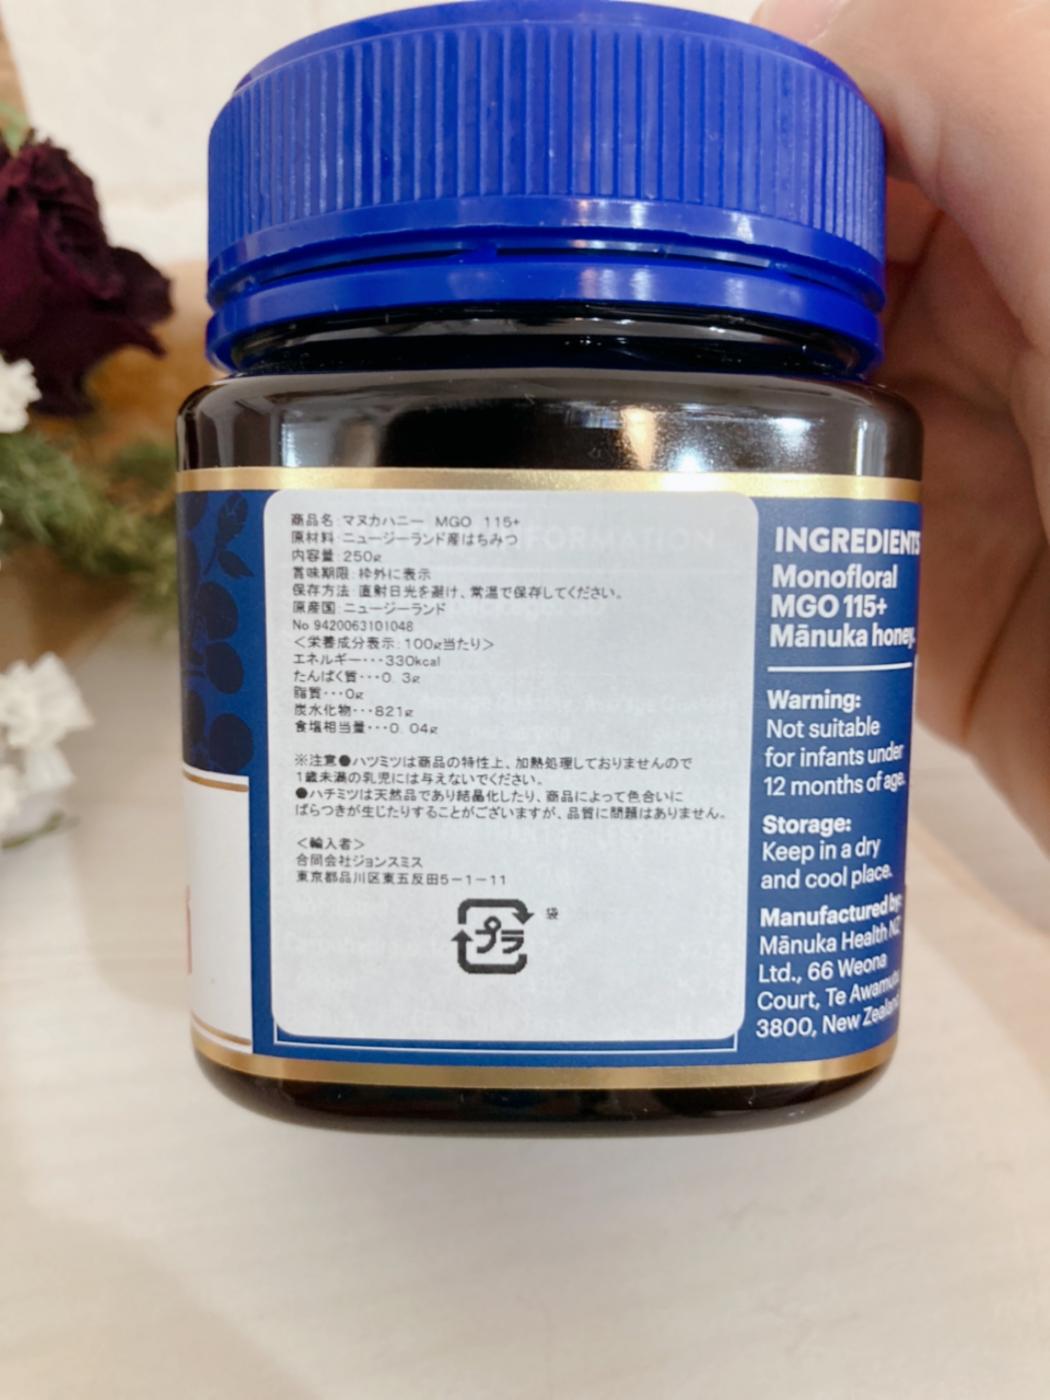 商品名:マヌカハニー MGO 115+
原材料:ニュージーランド産はちみつ
内容量:250g
賞味期限:枠外に表示
保存方法:直射日光を避け、常温で保存してください。
原産国:ニュージーランド
No 9420063101048
<栄養成分表示:100g当たり>
エネルギー・・・330kcal
たんぱく質・・・0.3g
脂質・・・0g
炭水化物・・・821g
食塩相当量・・・0.04g
※注意●ハツミツは商品の特性上、加熱処理しておりませんので
1歳未満の乳児には与えないでください。
●ハチミツは天然品であり結晶化したり、商品によって色合いに
ばらつきが生じたりすることがございますが、品質に問題はありません。
<輸入者>
合同会社ジョンスミス
東京都品川区東五反田5-1-11
プラ 袋
INGREDIENTS
Monofloral
MGO 115+
Mānuka honey.
Warning:
Not suitable
for infants under
12 months of age.
Storage:
Keep in a dry
and cool place.
Manufactured by:
Mānuka Health NZ
Ltd., 66 Weona
Court, Te Awamutu
3800, New Zealand